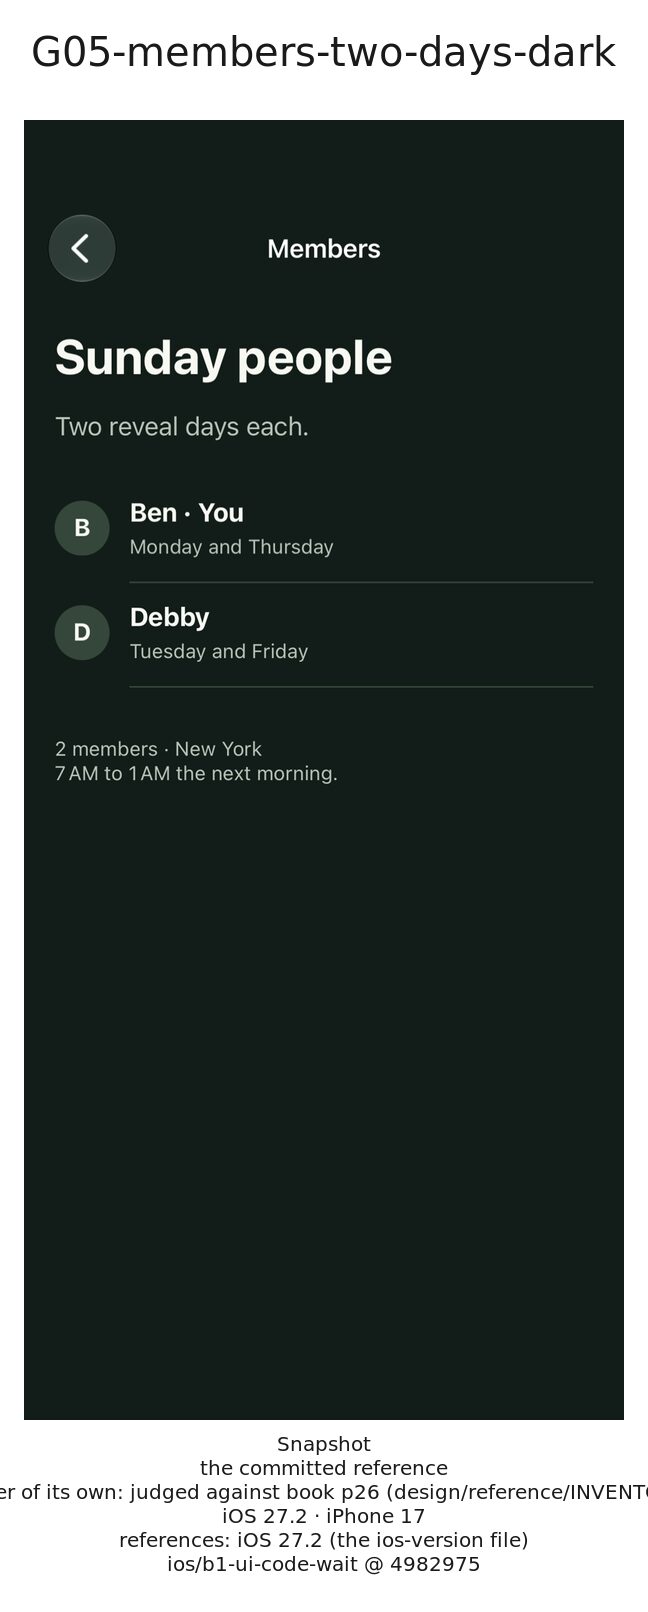 G05-members-two-days-dark
Members
Sunday people
Two reveal days each.
B
Ben · You
Monday and Thursday
D
Debby
Tuesday and Friday
2 members · New York
7 AM to 1 AM the next morning.
Snapshot
the committed reference
of its own: judged against book p26 (design/reference/
iOS 27.2 · iPhone 17
references: iOS 27.2 (the ios-version file)
ios/b1-ui-code-wait @ 4982975